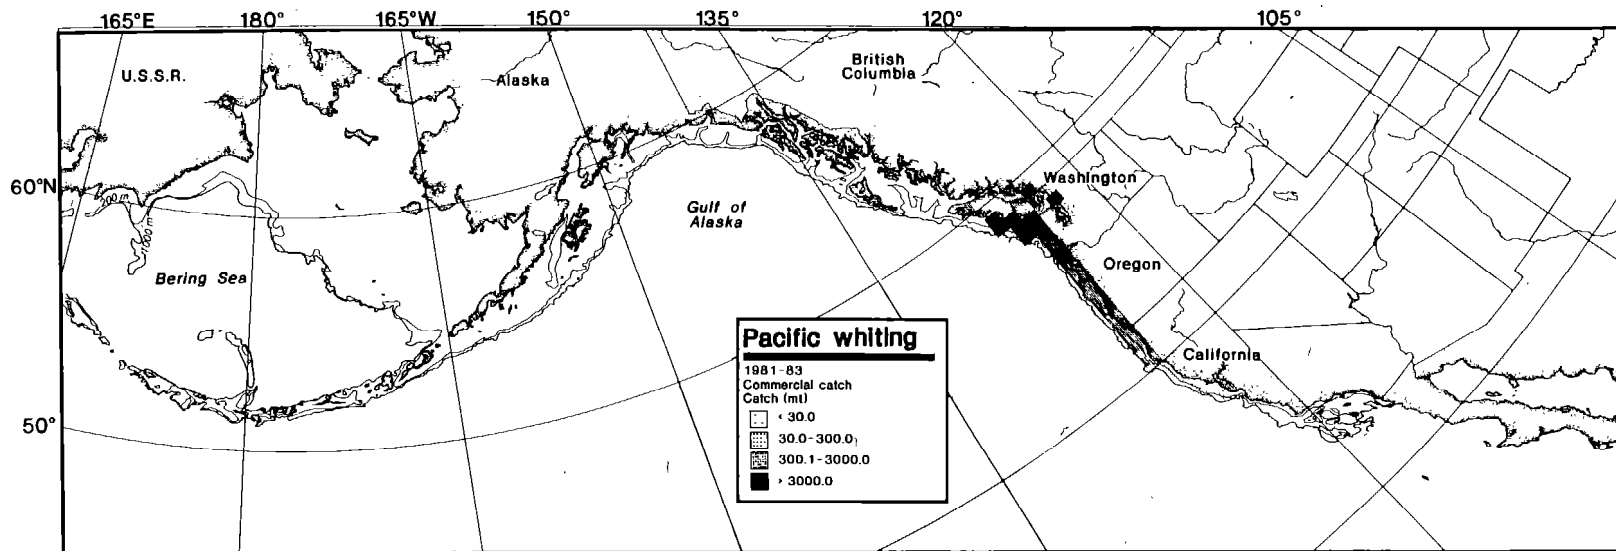 165°E 180° 165°W 150° 135° 120° 105°
U.S.S.R.
Alaska
British
Columbia
60°N
200 m
1000 m
Washington
Gulf of
Alaska
Bering Sea
Oregon
Pacific whiting
1981-83
Commercial catch
Catch (mt)
< 30.0
30.0-300.0
300.1-3000.0
> 3000.0
California
50°